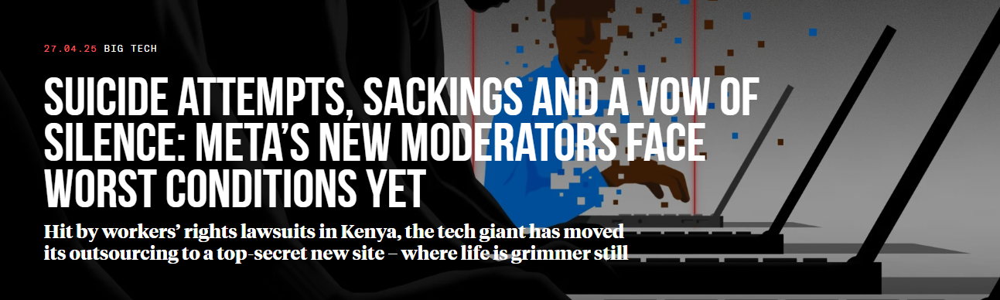 27.04.25 BIG TECH
SUICIDE ATTEMPTS, SACKINGS AND A VOW OF
SILENCE: META’S NEW MODERATORS FACE
WORST CONDITIONS YET
Hit by workers’ rights lawsuits in Kenya, the tech giant has moved
its outsourcing to a top-secret new site – where life is grimmer still